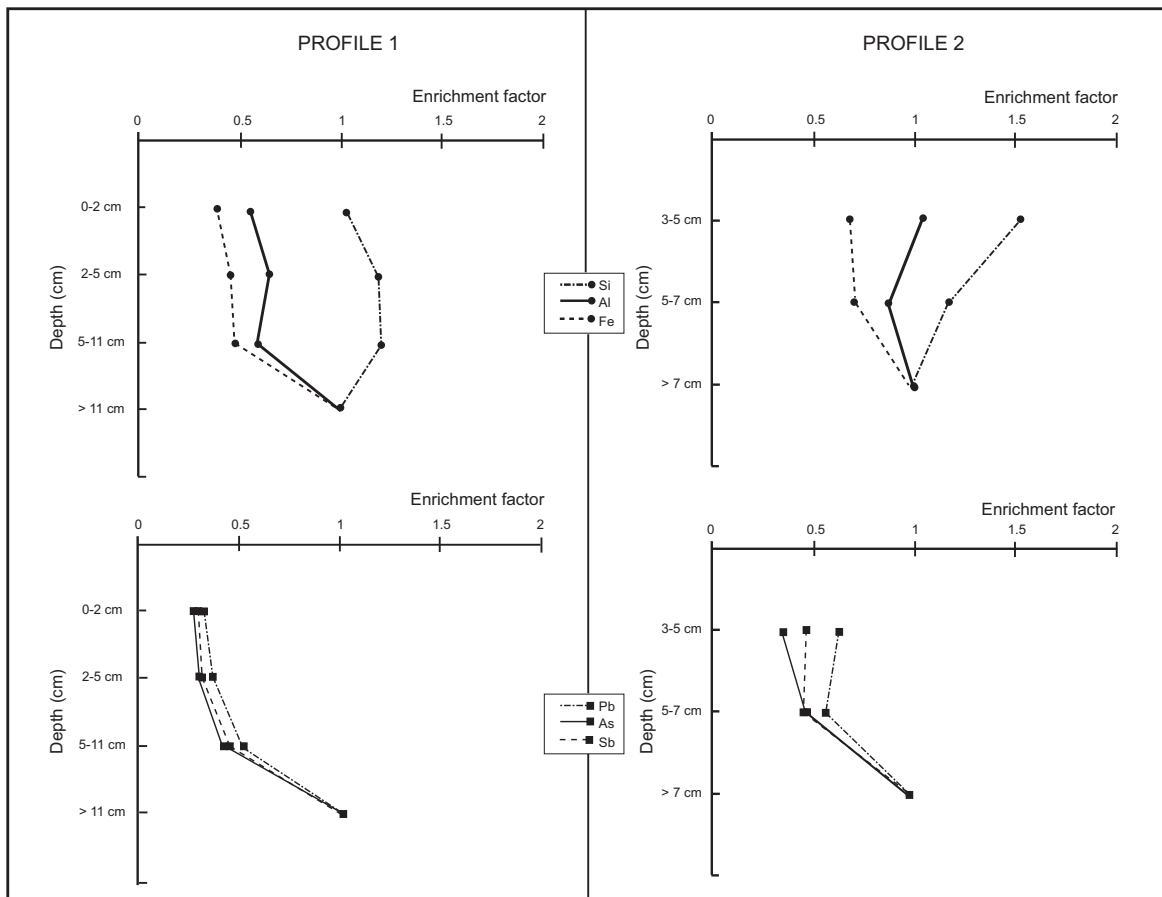 PROFILE 1
Enrichment factor
0 0.5 1 1.5 2
0-2 cm
2-5 cm
5-11 cm
> 11 cm
Depth (cm)
PROFILE 2
Enrichment factor
0 0.5 1 1.5 2
3-5 cm
5-7 cm
> 7 cm
Depth (cm)
Si
Al
Fe
Enrichment factor
0 0.5 1 1.5 2
0-2 cm
2-5 cm
5-11 cm
> 11 cm
Depth (cm)
Enrichment factor
0 0.5 1 1.5 2
3-5 cm
5-7 cm
> 7 cm
Depth (cm)
Pb
As
Sb